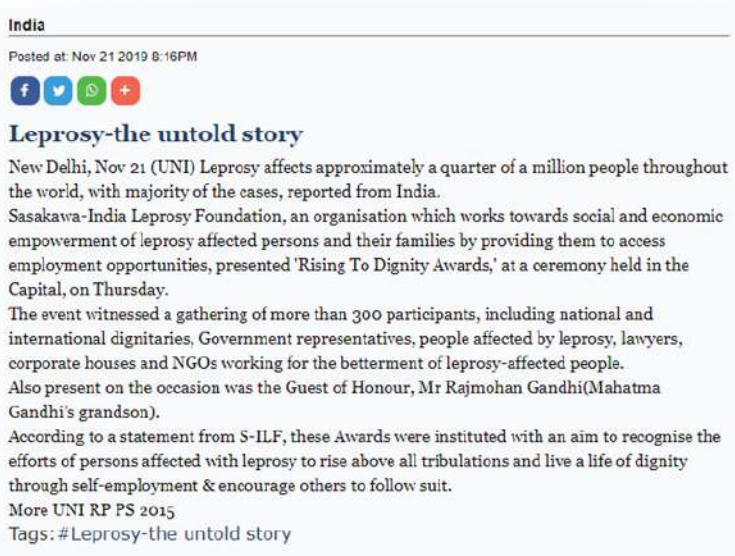 India
Posted at: Nov 21 2019 8:16PM
Leprosy-the untold story
New Delhi, Nov 21 (UNI) Leprosy affects approximately a quarter of a million people throughout
the world, with majority of the cases, reported from India.
Sasakawa-India Leprosy Foundation, an organisation which works towards social and economic
empowerment of leprosy affected persons and their families by providing them to access
employment opportunities, presented 'Rising To Dignity Awards,' at a ceremony held in the
Capital, on Thursday.
The event witnessed a gathering of more than 300 participants, including national and
international dignitaries, Government representatives, people affected by leprosy, lawyers,
corporate houses and NGOs working for the betterment of leprosy-affected people.
Also present on the occasion was the Guest of Honour, Mr Rajmohan Gandhi(Mahatma
Gandhi's grandson).
According to a statement from S-ILF, these Awards were instituted with an aim to recognise the
efforts of persons affected with leprosy to rise above all tribulations and live a life of dignity
through self-employment & encourage others to follow suit.
More UNI RP PS 2015
Tags: #Leprosy-the untold story